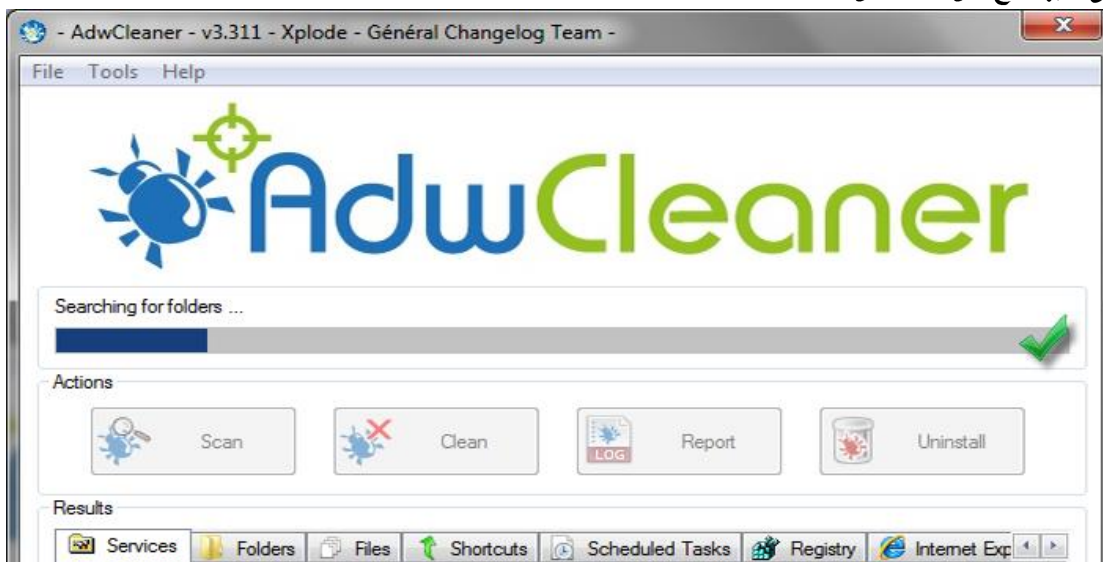 - AdwCleaner - v3.311 - Xplode - Général Changelog Team -
File Tools Help
AdwCleaner
Searching for folders ...
Actions
Scan Clean LOG Report Uninstall
Results
Services Folders Files Shortcuts Scheduled Tasks Registry Internet Exp